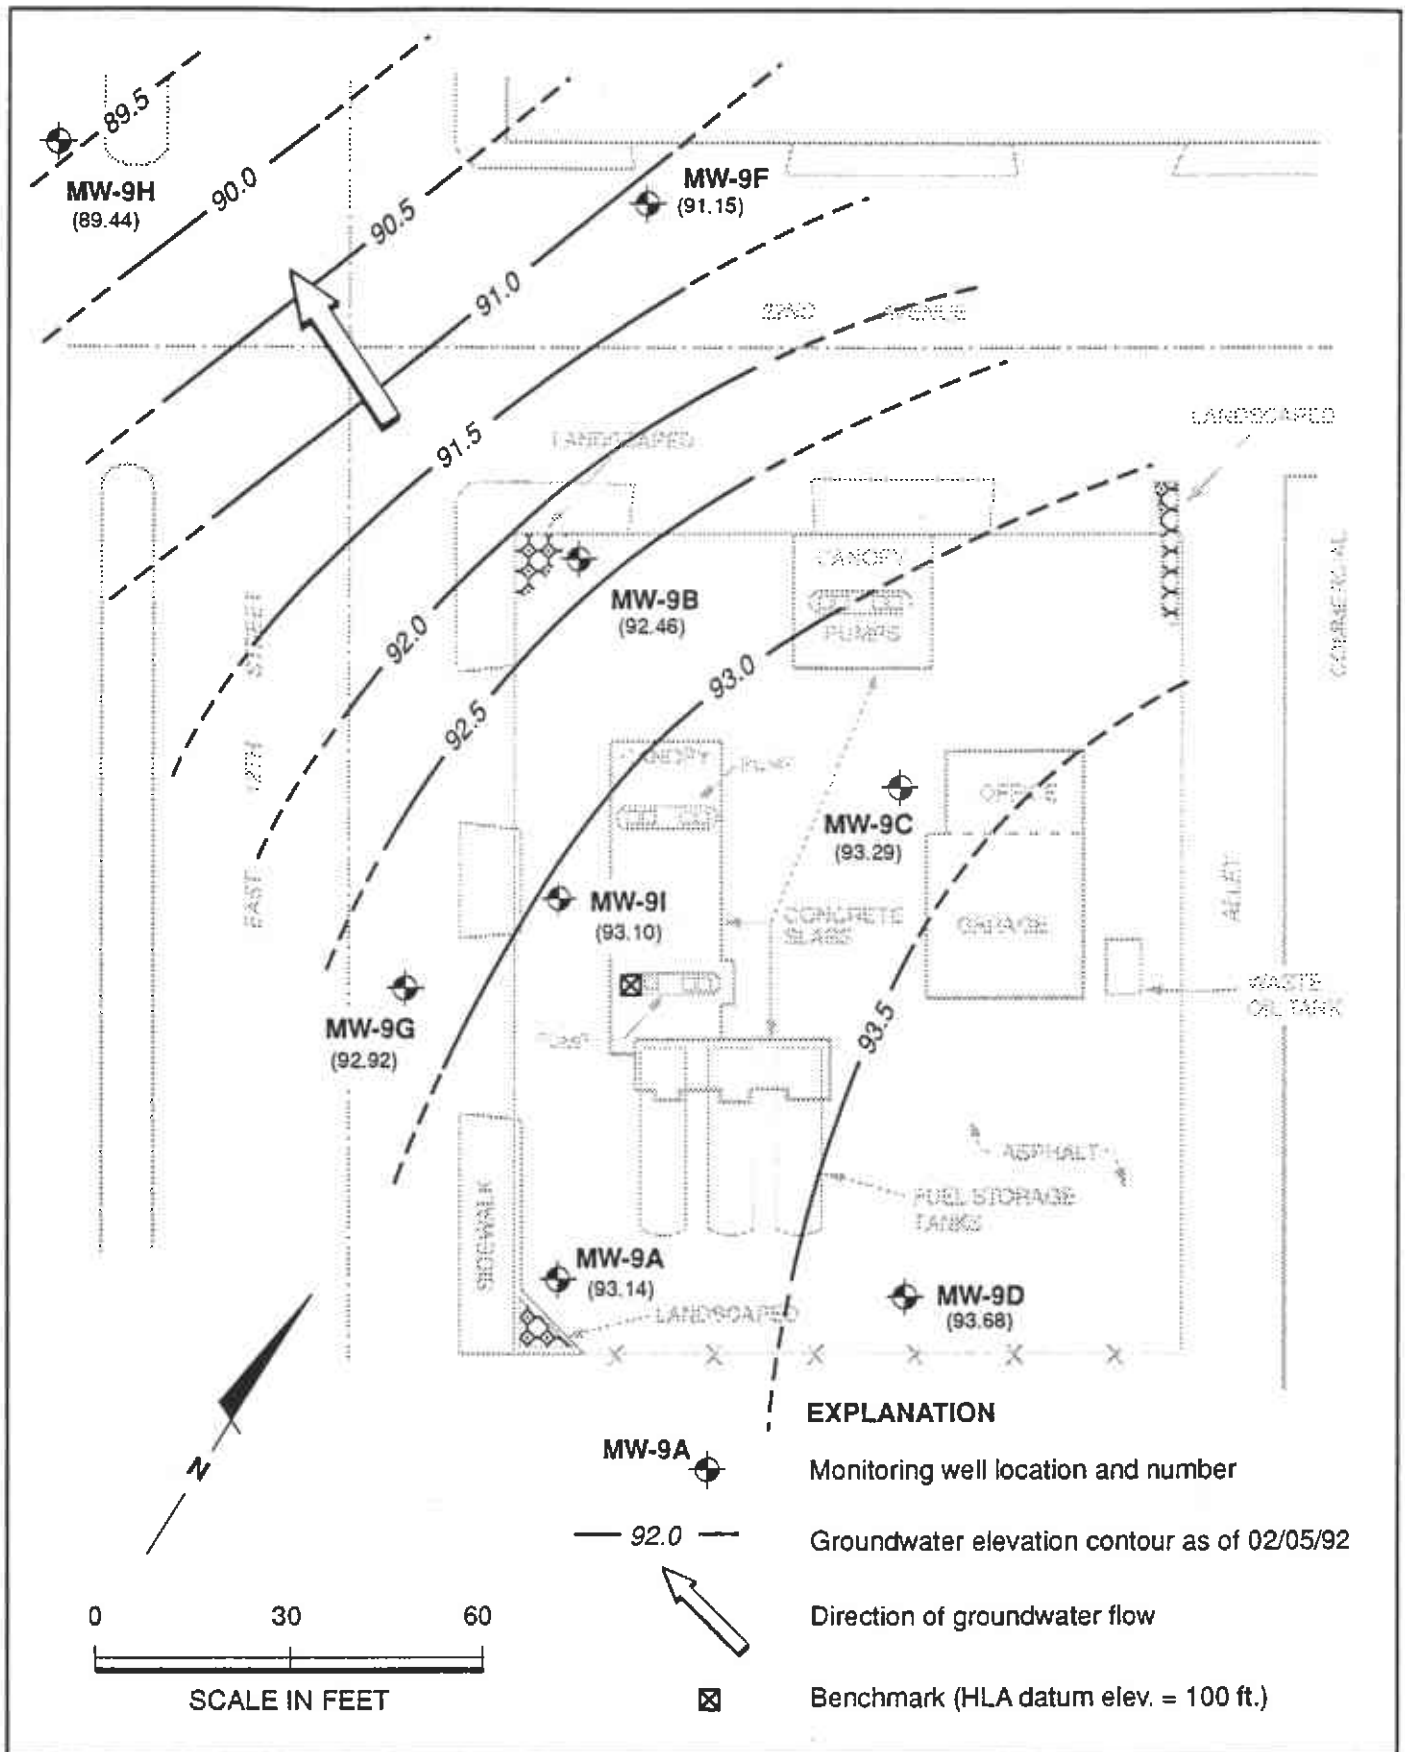 89.5
MW-9H
(89.44)
90.0
90.5
MW-9F
(91.15)
91.0
22ND AVENUE
91.5
LANDSCAPED
LANDSCAPED
CANOPY
PUMPS
COMMERCIAL
MW-9B
(92.46)
92.0
92.5
93.0
EAST 12TH STREET
CANOPY
PUMP
OFFICE
MW-9C
(93.29)
MW-9I
(93.10)
CONCRETE
SLABS
GARAGE
ALLEY
WASTE
OIL TANK
MW-9G
(92.92)
93.5
ASPHALT
FUEL STORAGE
TANKS
SIDEWALK
MW-9A
(93.14)
LANDSCAPED
MW-9D
(93.68)
N
EXPLANATION
MW-9A
Monitoring well location and number
92.0
Groundwater elevation contour as of 02/05/92
Direction of groundwater flow
Benchmark (HLA datum elev. = 100 ft.)
0 30 60
SCALE IN FEET